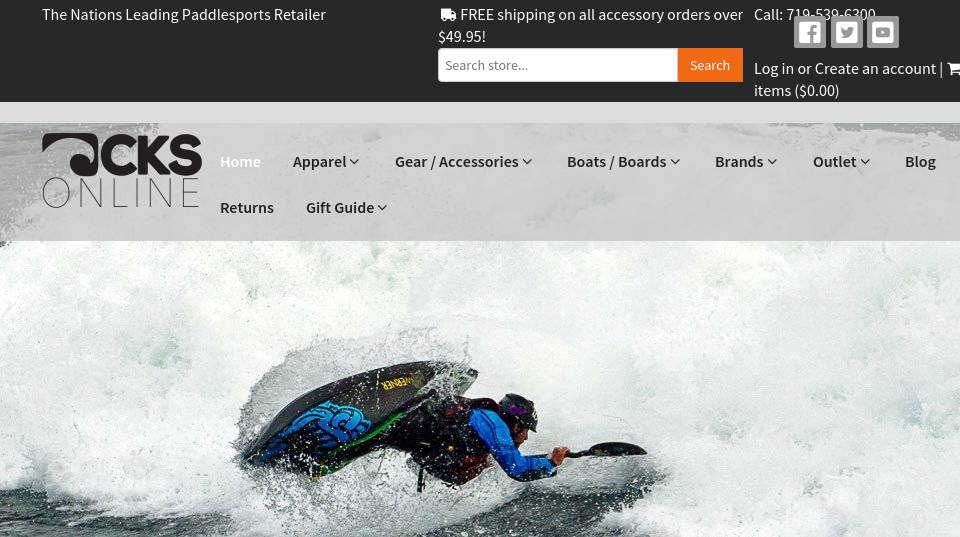 The Nations Leading Paddlesports Retailer
FREE shipping on all accessory orders over
$49.95!
Call: 719-539-6300
Search store...
Search
Log in or Create an account |
items ($0.00)
CKS
ONLINE
Home
Apparel
Gear / Accessories
Boats / Boards
Brands
Outlet
Blog
Returns
Gift Guide
WERNER